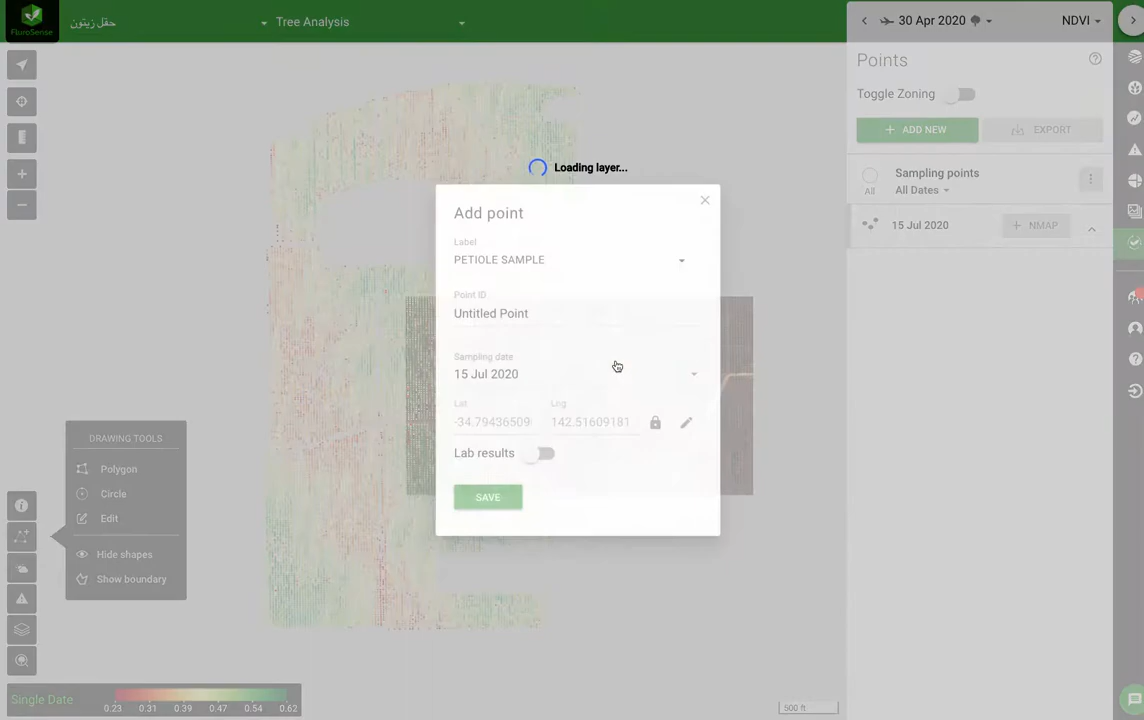 FluroSense
حقل زيتون
Tree Analysis
30 Apr 2020
NDVI
Points
Toggle Zoning
+ ADD NEW
EXPORT
Sampling points
All
All Dates
15 Jul 2020
+ NMAP
Loading layer...
Add point
Label
PETIOLE SAMPLE
Point ID
Untitled Point
Sampling date
15 Jul 2020
Lat
Lng
-34.79436509
142.51609181
Lab results
SAVE
DRAWING TOOLS
Polygon
Circle
Edit
Hide shapes
Show boundary
Single Date
0.23 0.31 0.39 0.47 0.54 0.62
500 ft